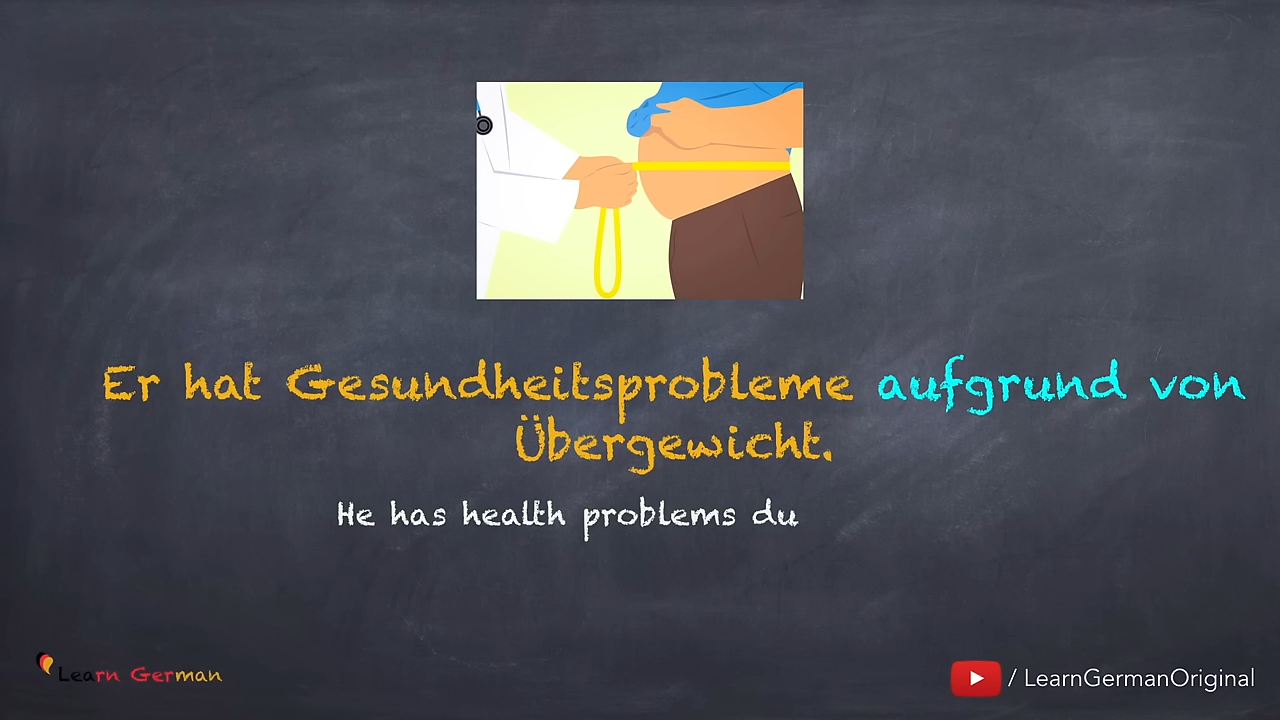 Er hat Gesundheitsprobleme aufgrund von
Übergewicht.
He has health problems du
Learn German
/ LearnGermanOriginal